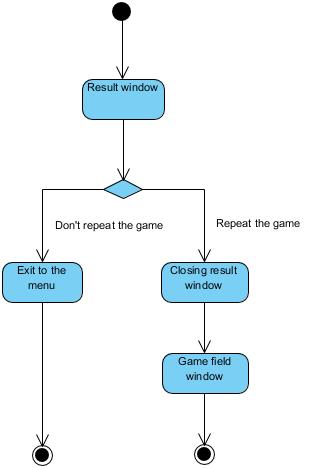 Result window
Don't repeat the game
Repeat the game
Exit to the
menu
Closing result
window
Game field
window